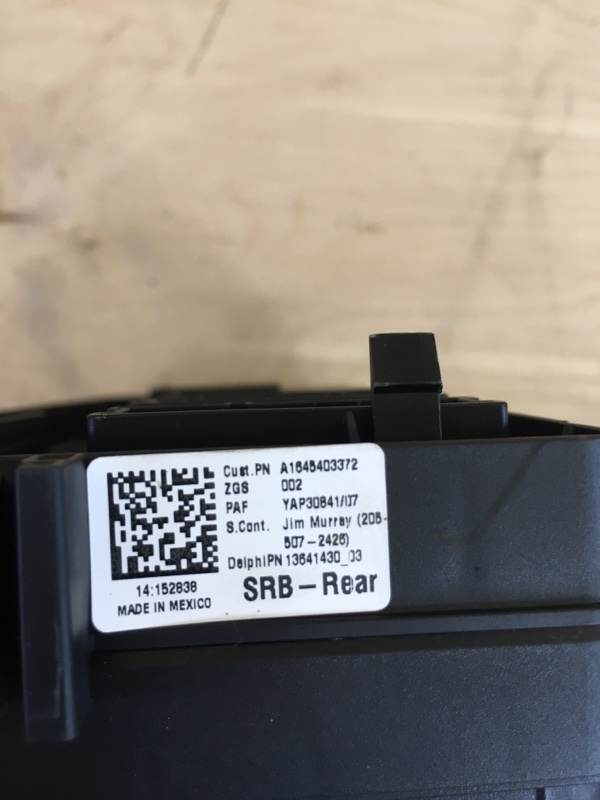 Cust.PN A1645403372
ZGS 002
PAF YAP30841/07
S.Cont. Jim Murray (205-
507-2426)
DelphiPN 13641430_03
14:152838
MADE IN MEXICO
SRB-Rear